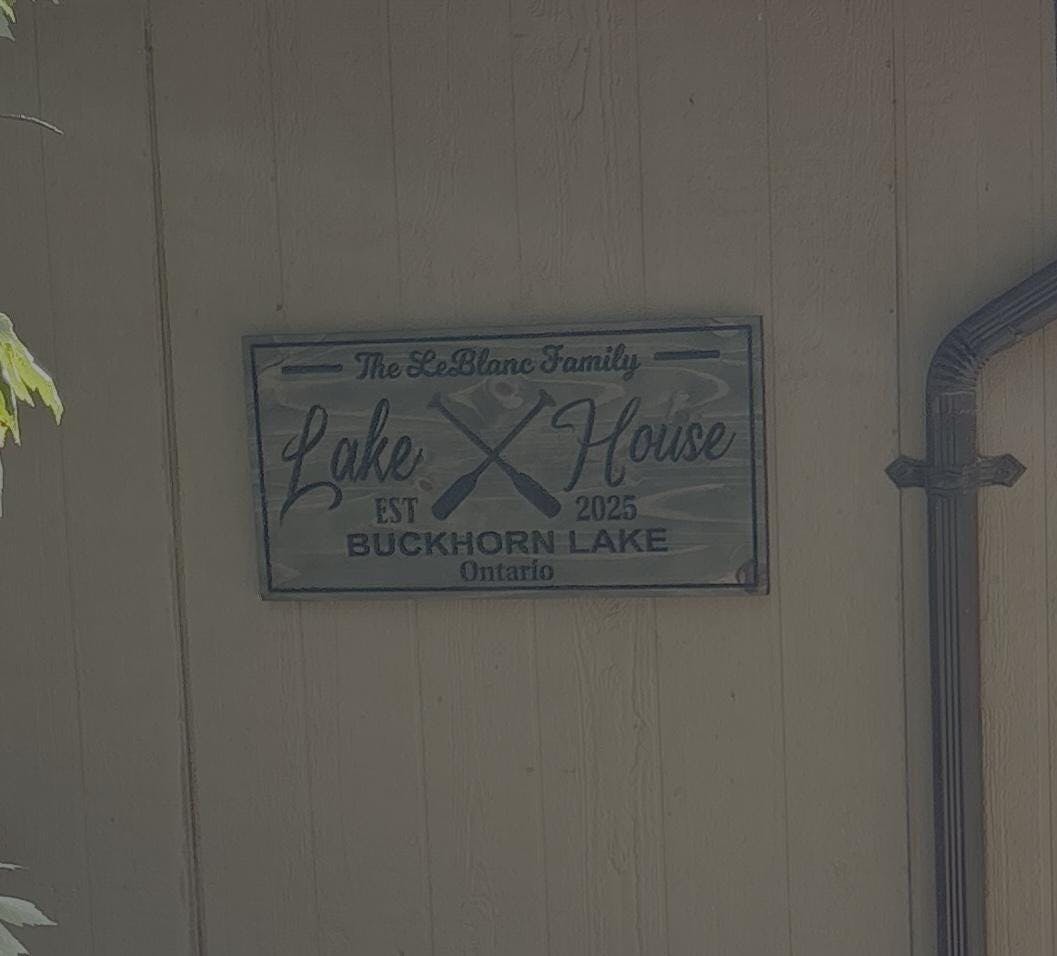 The LeBlanc Family
Lake House
EST 2025
BUCKHORN LAKE
Ontario